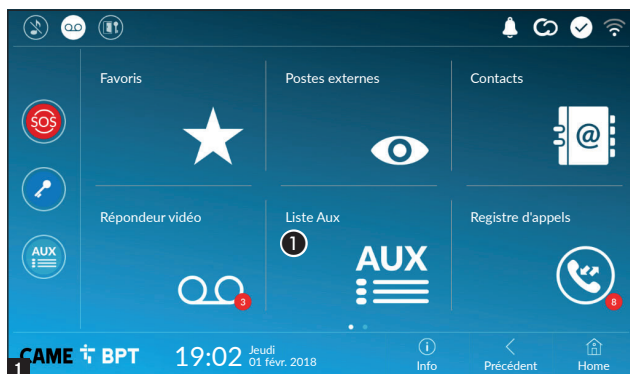 Favoris
Postes externes
Contacts
SOS
@
Répondeur vidéo
Liste Aux
Registre d'appels
1
AUX
AUX
3
8
CAME BPT
19:02
Jeudi
01 févr. 2018
Info
Précédent
Home
1